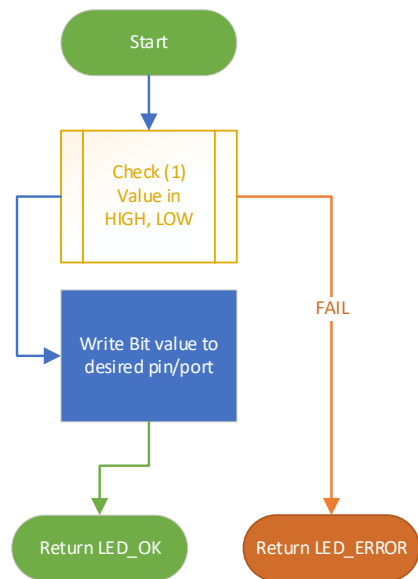 Start
Check (1)
Value in
HIGH, LOW
FAIL
Write Bit value to
desired pin/port
Return LED_OK
Return LED_ERROR